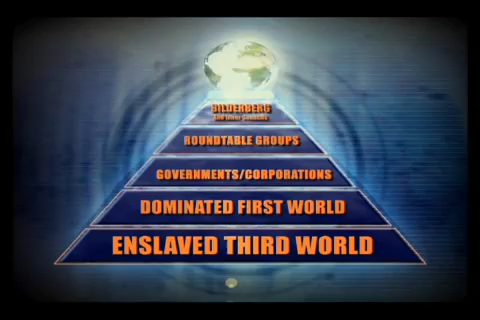 BILDERBERG
ROUNDTABLE GROUPS
GOVERNMENTS/CORPORATIONS
DOMINATED FIRST WORLD
ENSLAVED THIRD WORLD